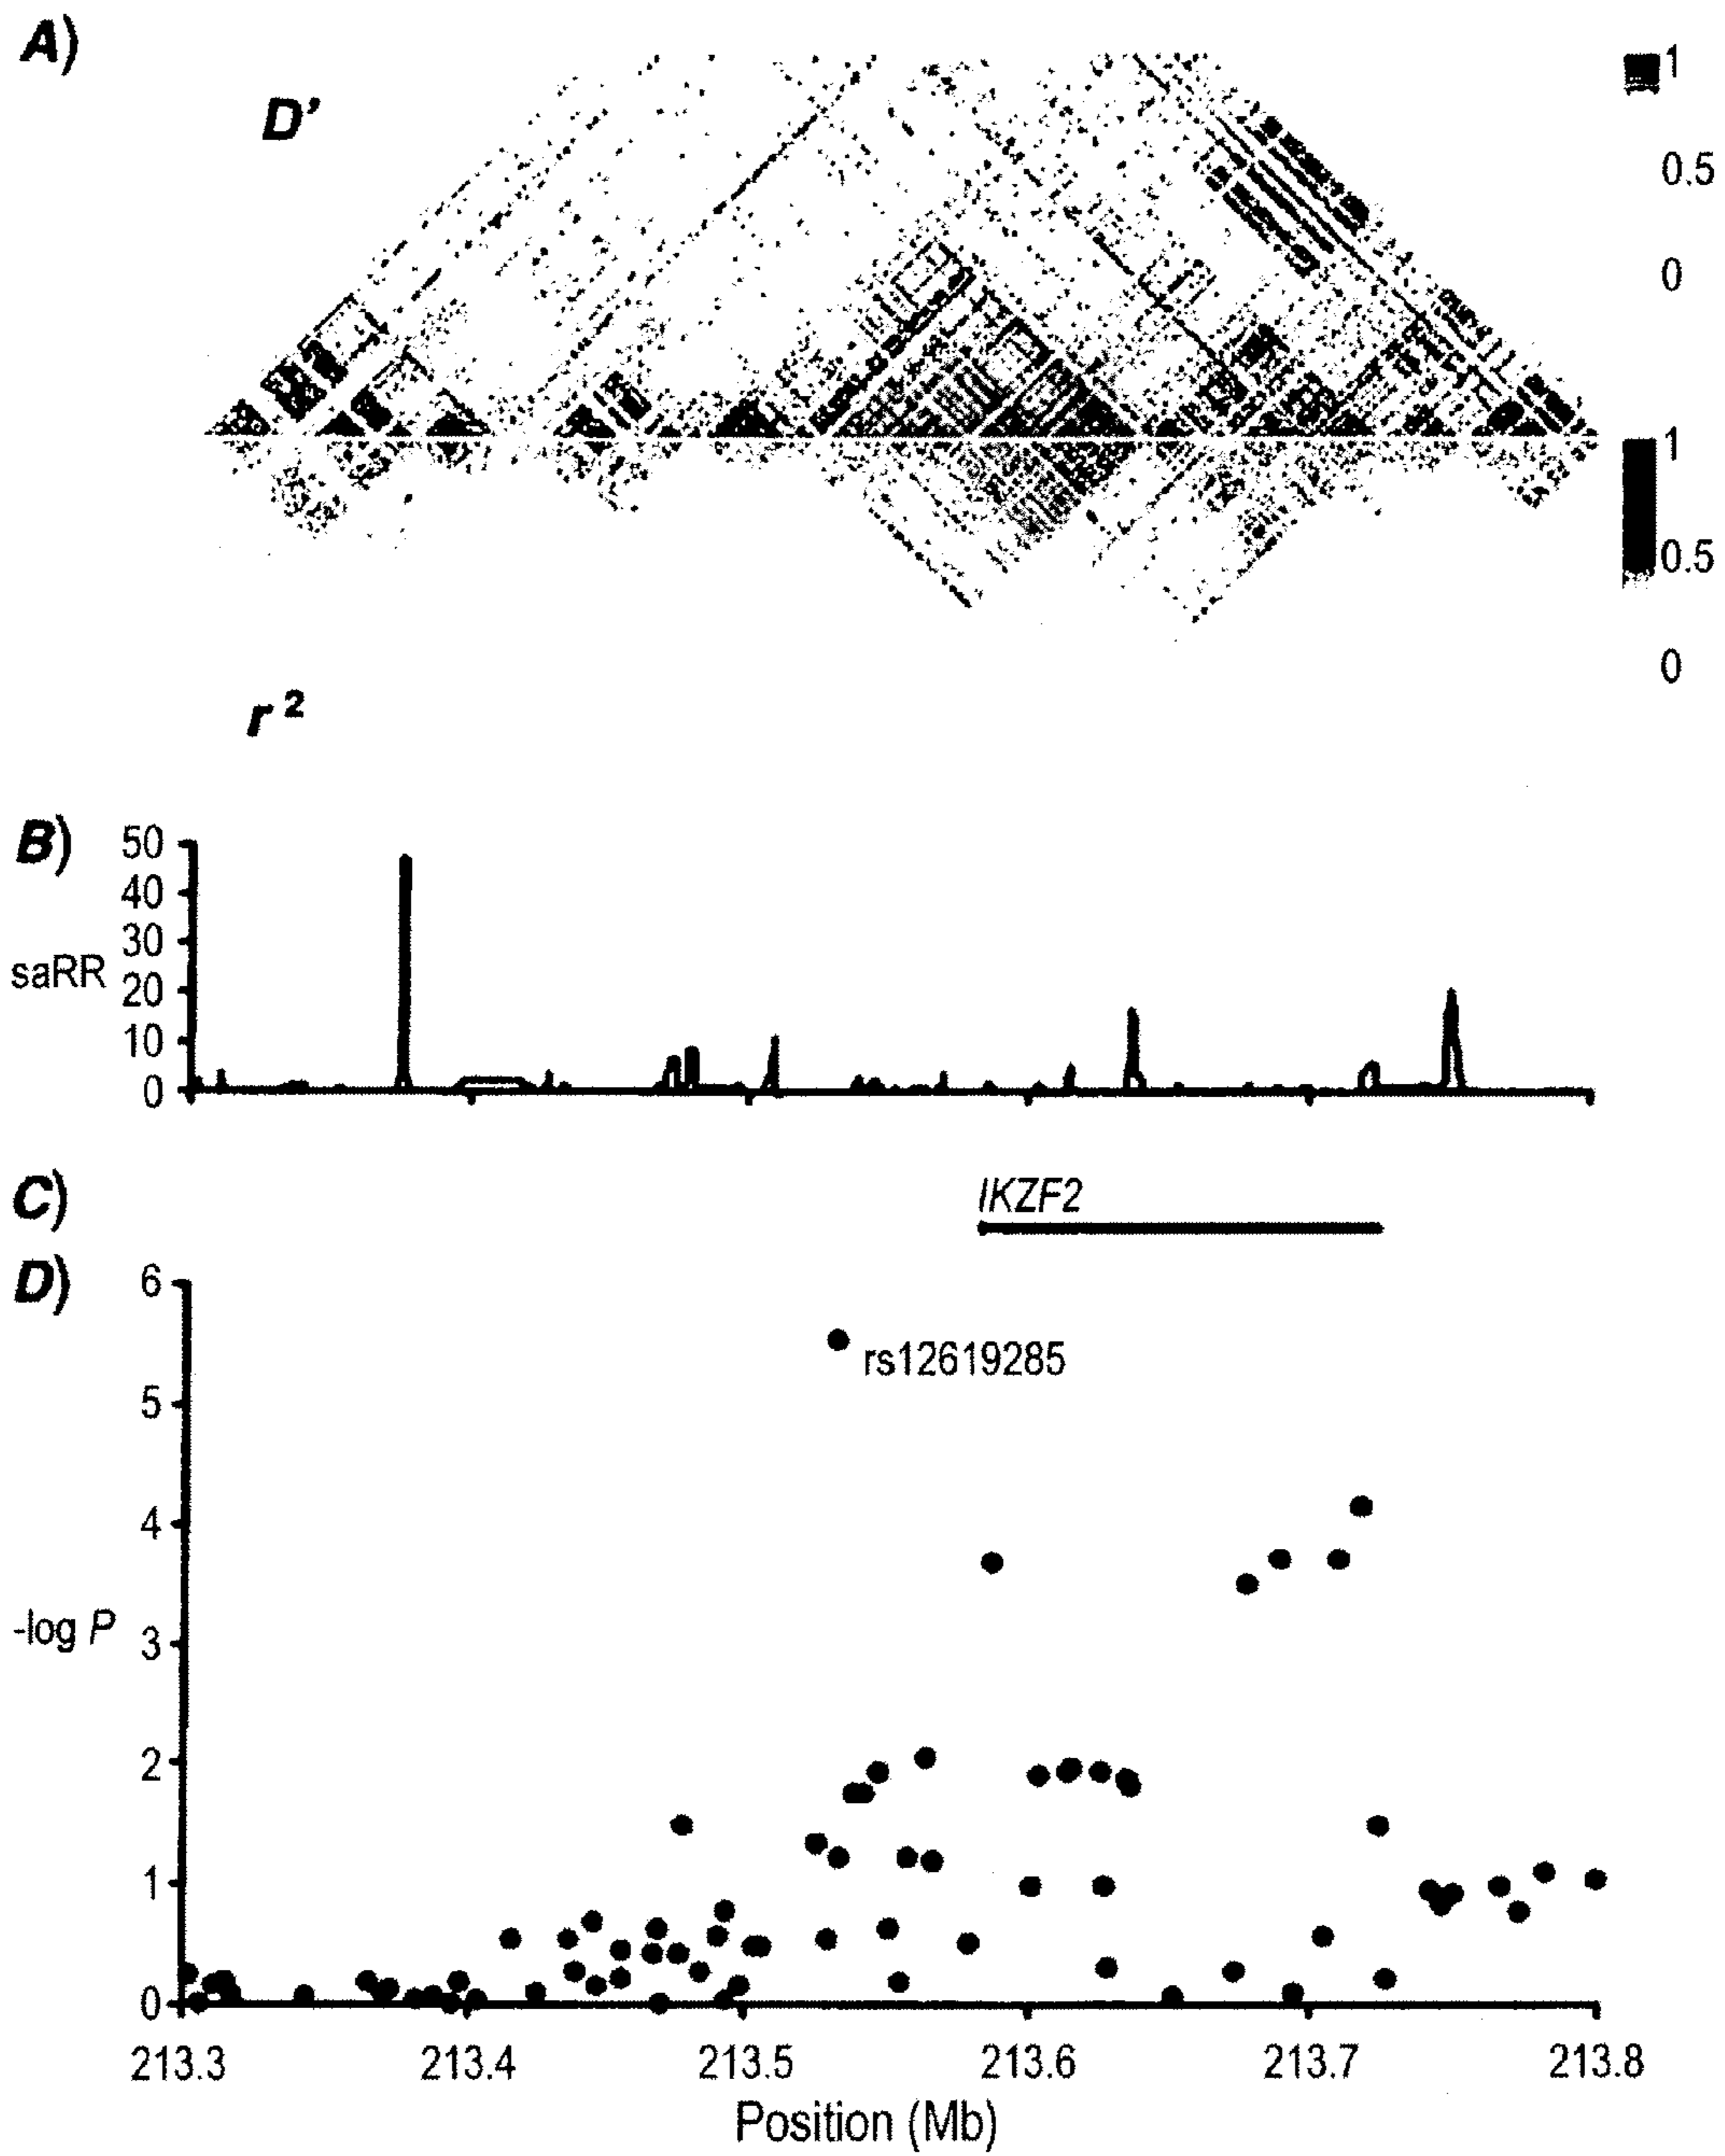 A)
D’
1
0.5
0
1
0.5
0
r²
B)
50
40
30
20
10
0
saRR
C)
IKZF2
D)
6
5
4
3
2
1
0
rs12619285
-log P
213.3 213.4 213.5 213.6 213.7 213.8
Position (Mb)